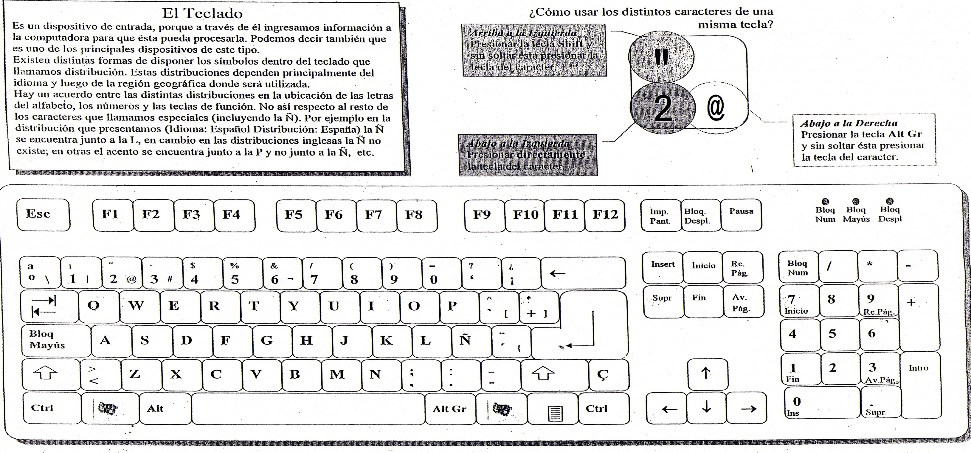 El Teclado
Es un dispositivo de entrada, porque a través de él ingresamos información a
la computadora para que ésta pueda procesarla. Podemos decir también que
es uno de los principales dispositivos de este tipo.
Existen distintas formas de disponer los símbolos dentro del teclado que
llamamos distribución. Estas distribuciones dependen principalmente del
idioma y luego de la región geográfica donde será utilizada.
Hay un acuerdo entre las distintas distribuciones en la ubicación de las letras
del alfabeto, los números y las teclas de función. No así respecto al resto de
los caracteres que llamamos especiales (incluyendo la Ñ). Por ejemplo en la
distribución que presentamos (Idioma: Español Distribución: España) la Ñ
se encuentra junto a la L, en cambio en las distribuciones inglesas la Ñ no
existe; en otras el acento se encuentra junto a la P y no junto a la Ñ, etc.
¿Cómo usar los distintos caracteres de una
misma tecla?
Arriba a la Izquierda
Presionar la tecla Shift y
sin soltar ésta presionar
la tecla del caracter.
"
2 @
Abajo a la Izquierda
Presionar directamente
la tecla del caracter.
Abajo a la Derecha
Presionar la tecla Alt Gr
y sin soltar ésta presionar
la tecla del caracter.
Esc F1 F2 F3 F4 F5 F6 F7 F8 F9 F10 F11 F12
Imp. Pant. Bloq. Despl. Pausa
Bloq Num Bloq Mayús Bloq Despl
a ! " · $ % & / ( ) = ? ¿
º \ 1 | 2 @ 3 # 4 5 6 ¬ 7 8 9 0 ' ¡ ←
Insert Inicio Re. Pág.
Bloq Num / * -
Q W E R T Y U I O P [ + ]
Supr Fin Av. Pág.
7 Inicio 8 9 Re.Pág. +
Bloq Mayús A S D F G H J K L Ñ
4 5 6
⇧ > < Z X C V B M N ; , : . - ⇧ Ç
↑
1 Fin 2 3 Av.Pág. Intro
Ctrl Alt Alt Gr Ctrl
← ↓ →
0 Ins . Supr